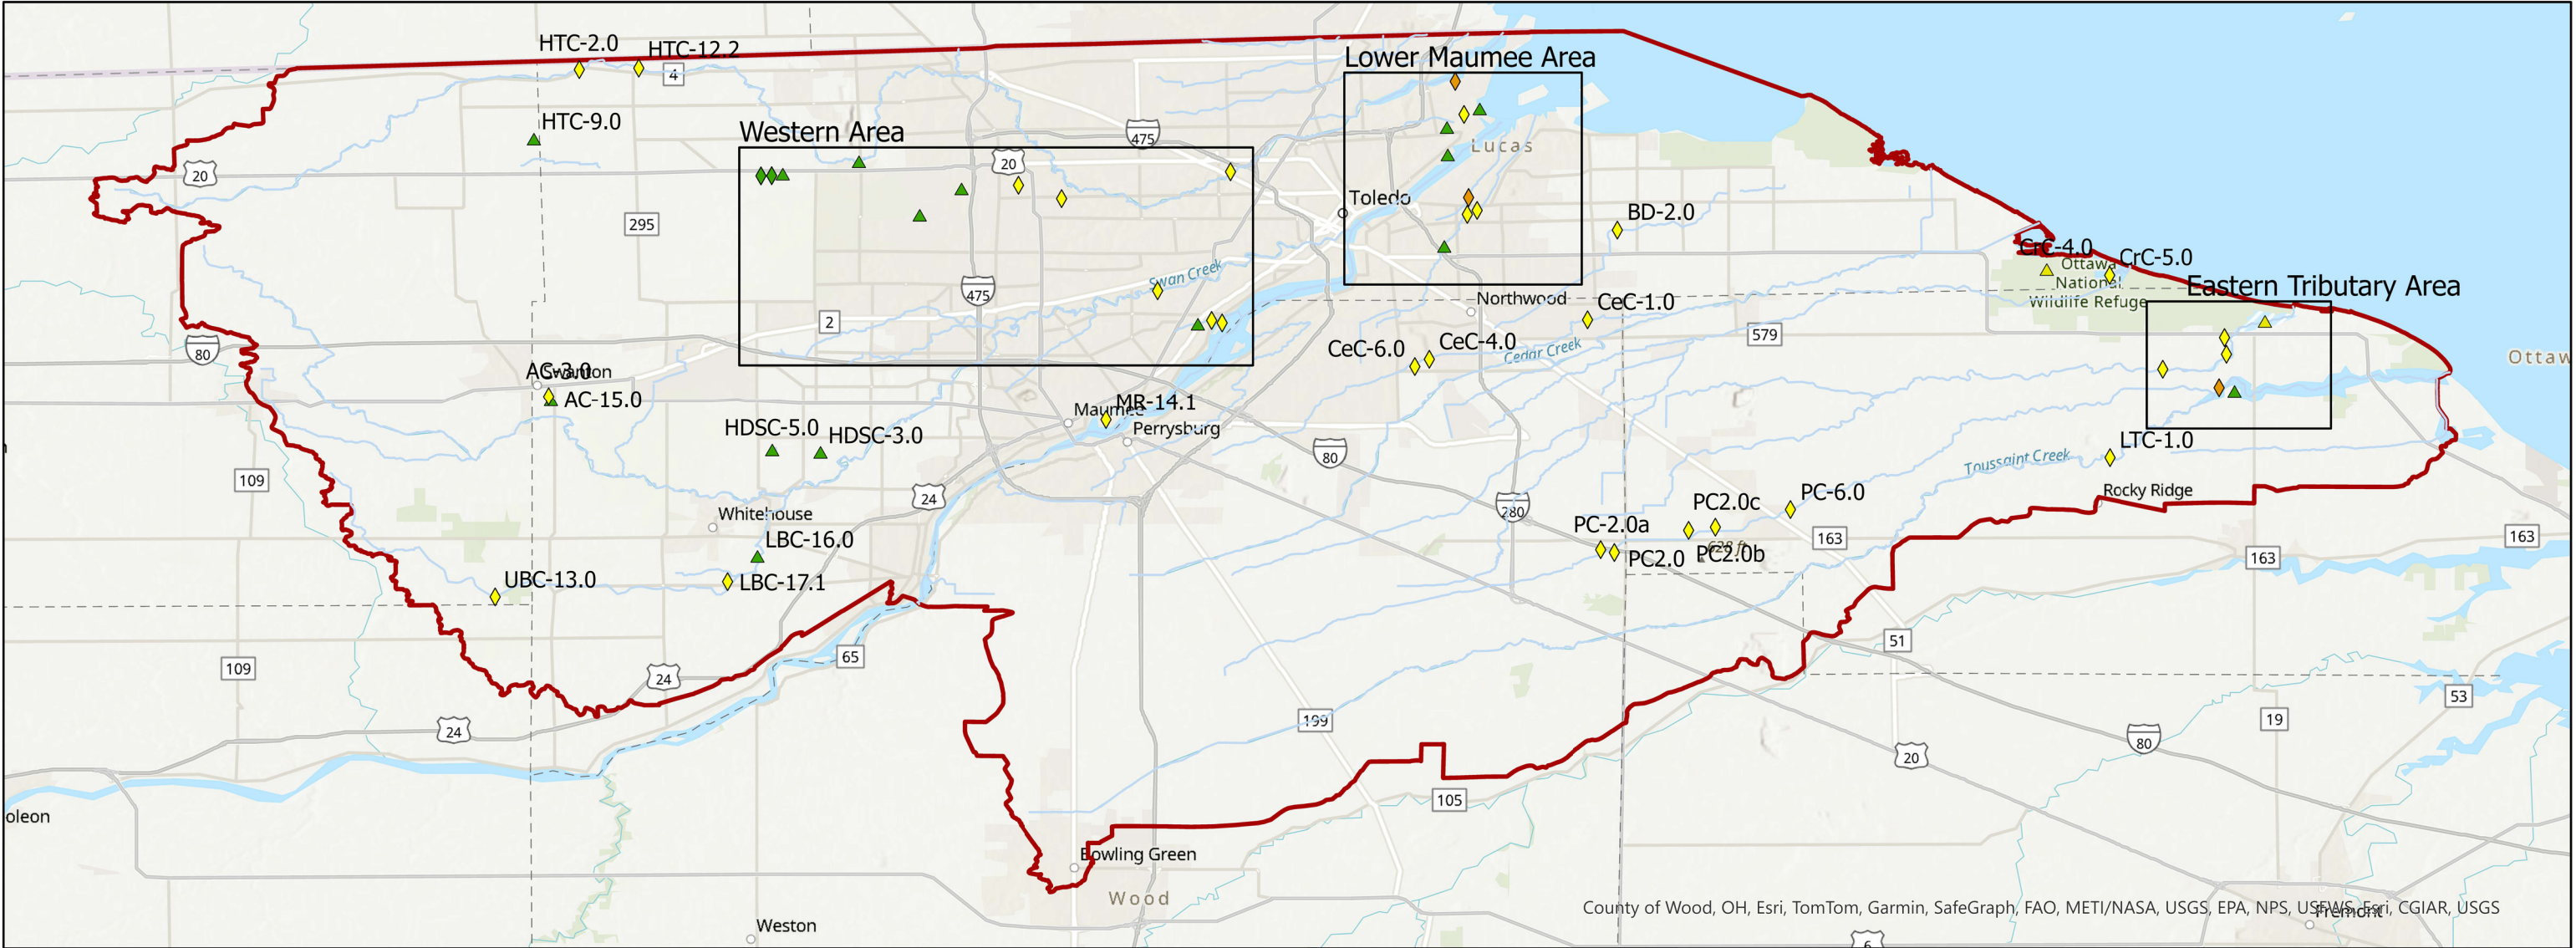 HTC-2.0
HTC-12.2
4
Lower Maumee Area
HTC-9.0
Western Area
475
20
20
Lucas
295
Toledo
BD-2.0
CrC-4.0
CrC-5.0
Ottawa
National
Wildlife Refuge
Eastern Tributary Area
Swan Creek
475
2
Northwood
CeC-1.0
579
80
CeC-6.0
CeC-4.0
Cedar Creek
Ottaw
AC-3.0
Swanton
AC-15.0
Maumee
MR-14.1
Perrysburg
HDSC-5.0
HDSC-3.0
80
LTC-1.0
Toussaint Creek
109
24
Rocky Ridge
PC2.0c
PC-6.0
280
Whitehouse
PC-2.0a
163
163
163
LBC-16.0
628 ft
PC2.0
PC2.0b
UBC-13.0
LBC-17.1
65
51
109
24
53
199
19
24
80
20
105
oleon
Bowling Green
Wood
County of Wood, OH, Esri, TomTom, Garmin, SafeGraph, FAO, METI/NASA, USGS, EPA, NPS, USFWS, Esri, CGIAR, USGS
Fremont
Weston
6